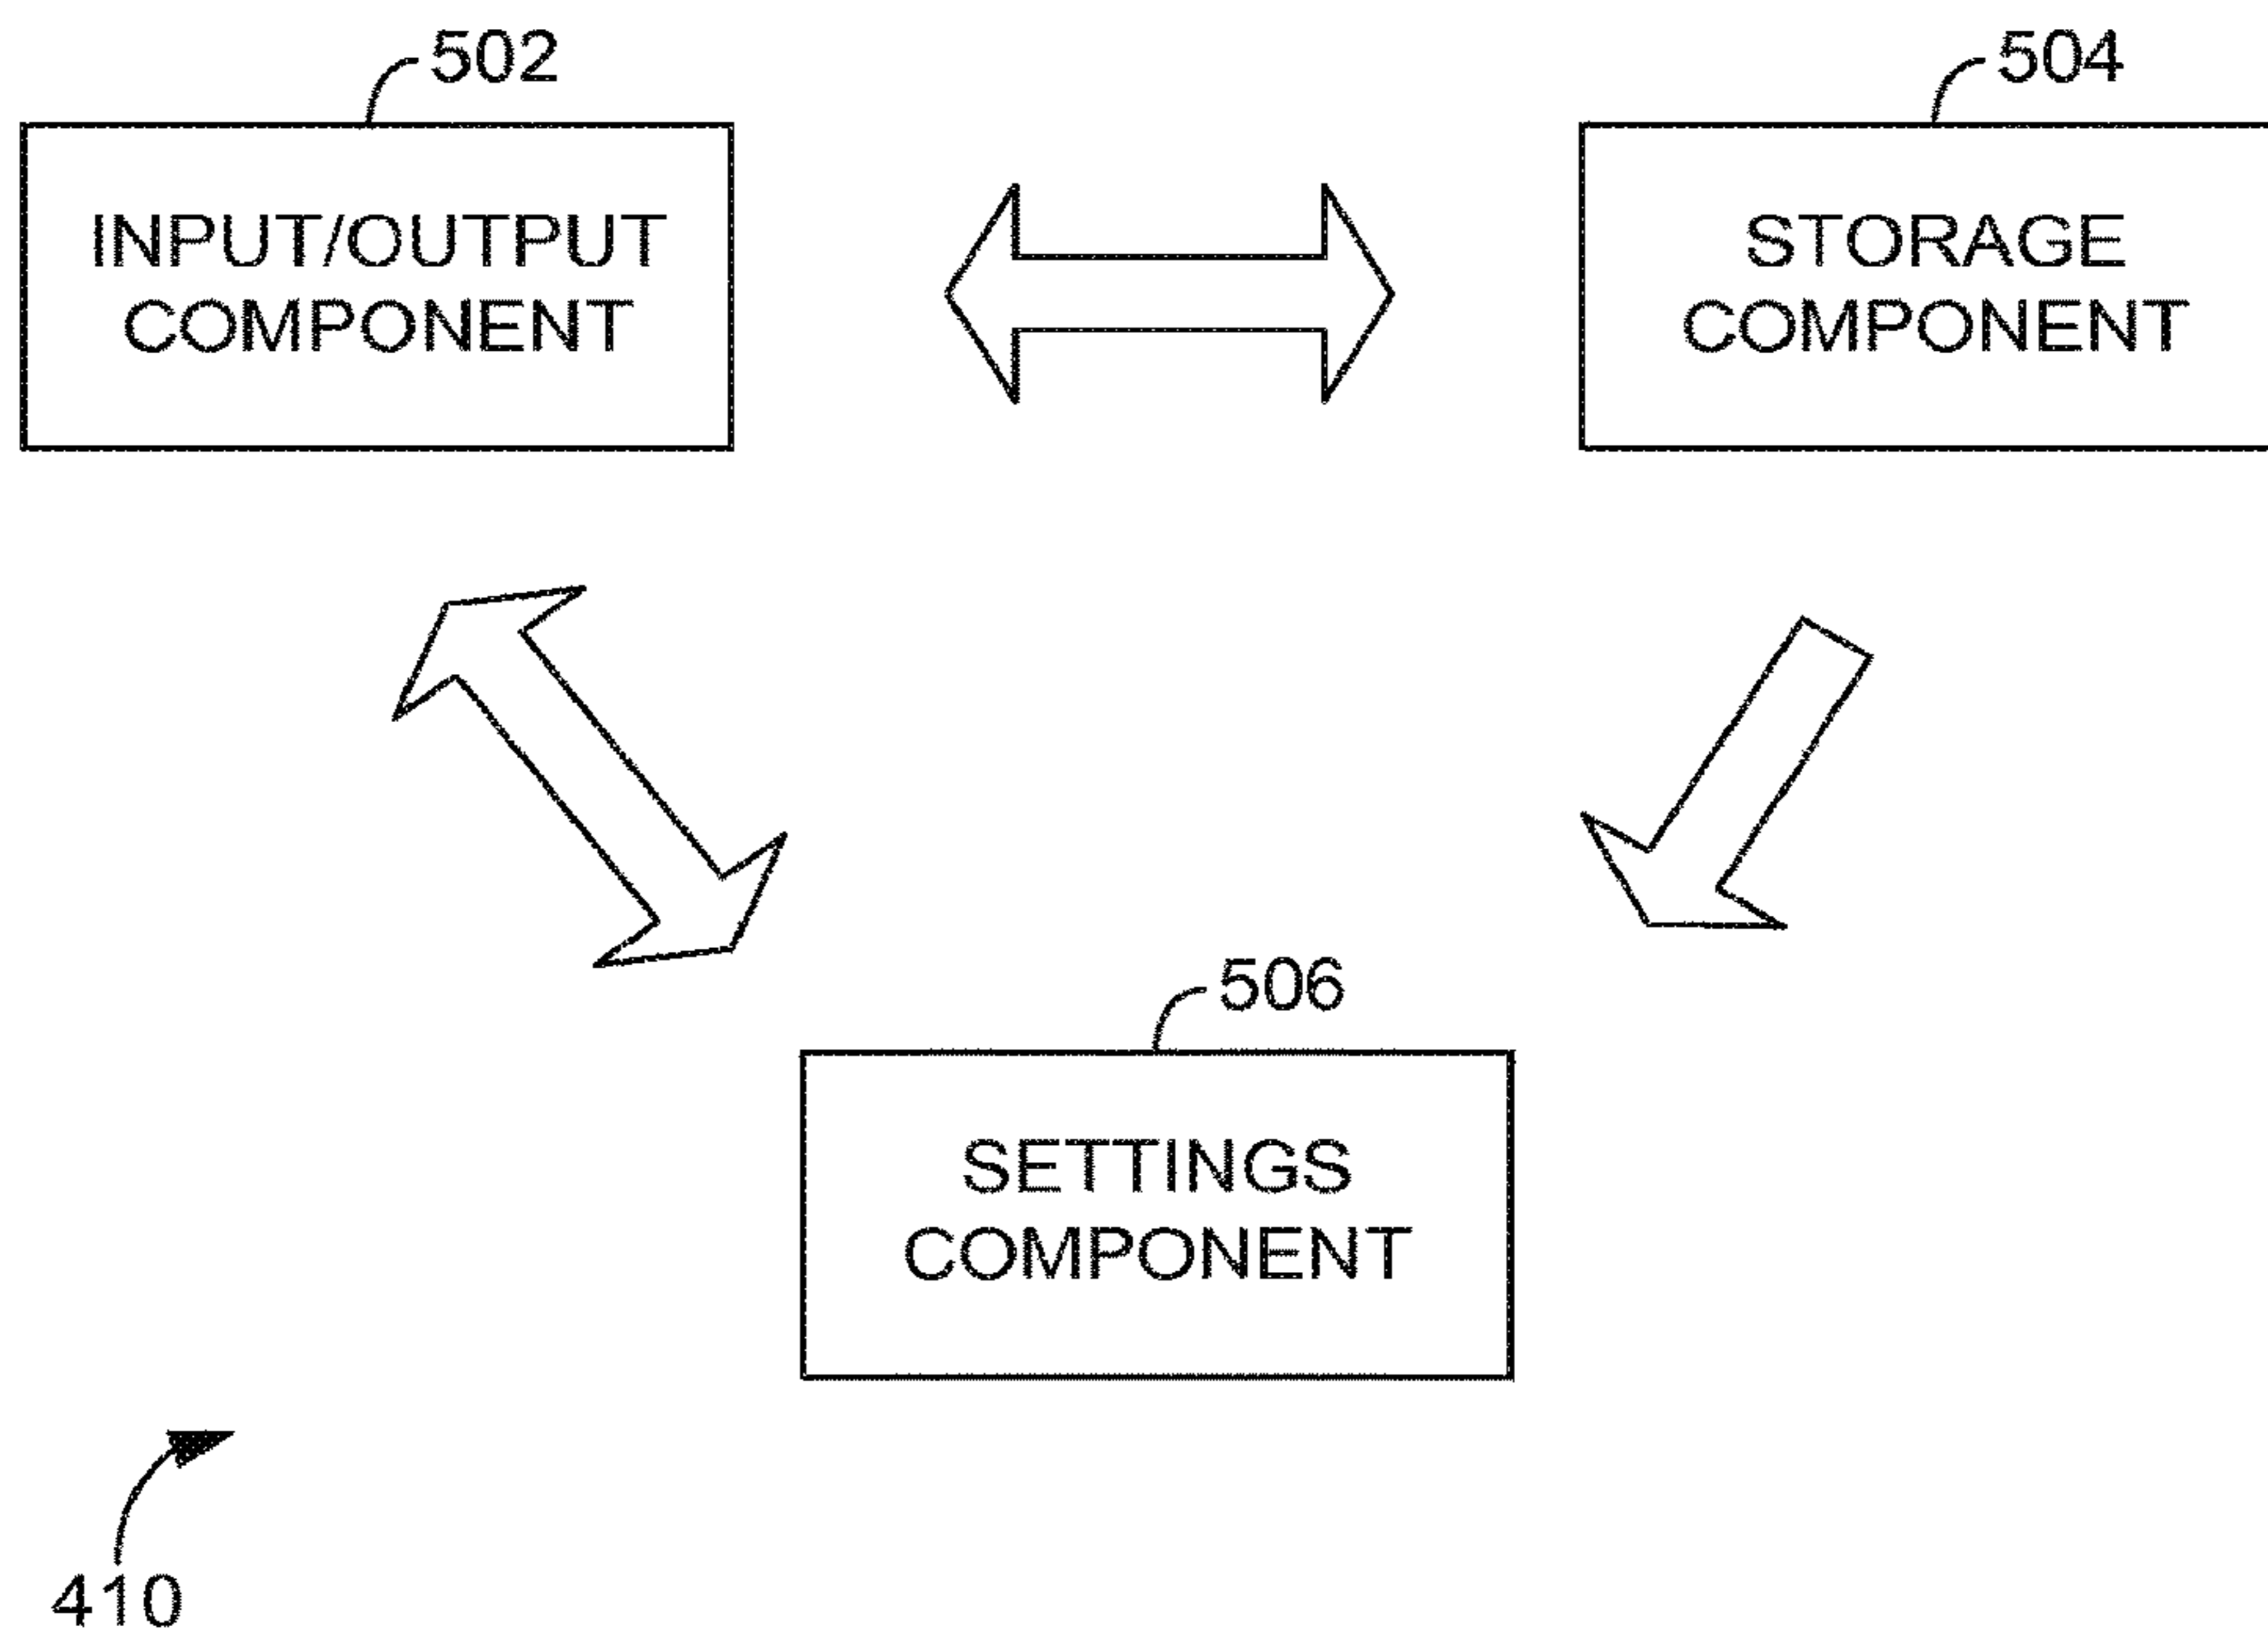 502
INPUT/OUTPUT
COMPONENT
504
STORAGE
COMPONENT
506
SETTINGS
COMPONENT
410